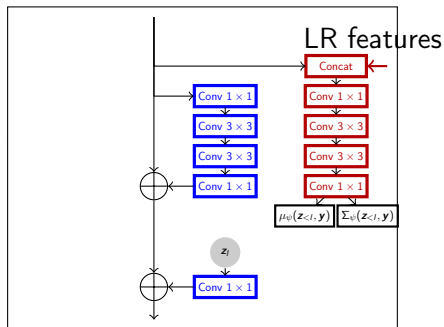 LR features
Concat
Conv 1 × 1
Conv 1 × 1
Conv 3 × 3
Conv 3 × 3
Conv 3 × 3
Conv 3 × 3
Conv 1 × 1
Conv 1 × 1
μψ(z<l, y)
Σψ(z<l, y)
zl
Conv 1 × 1